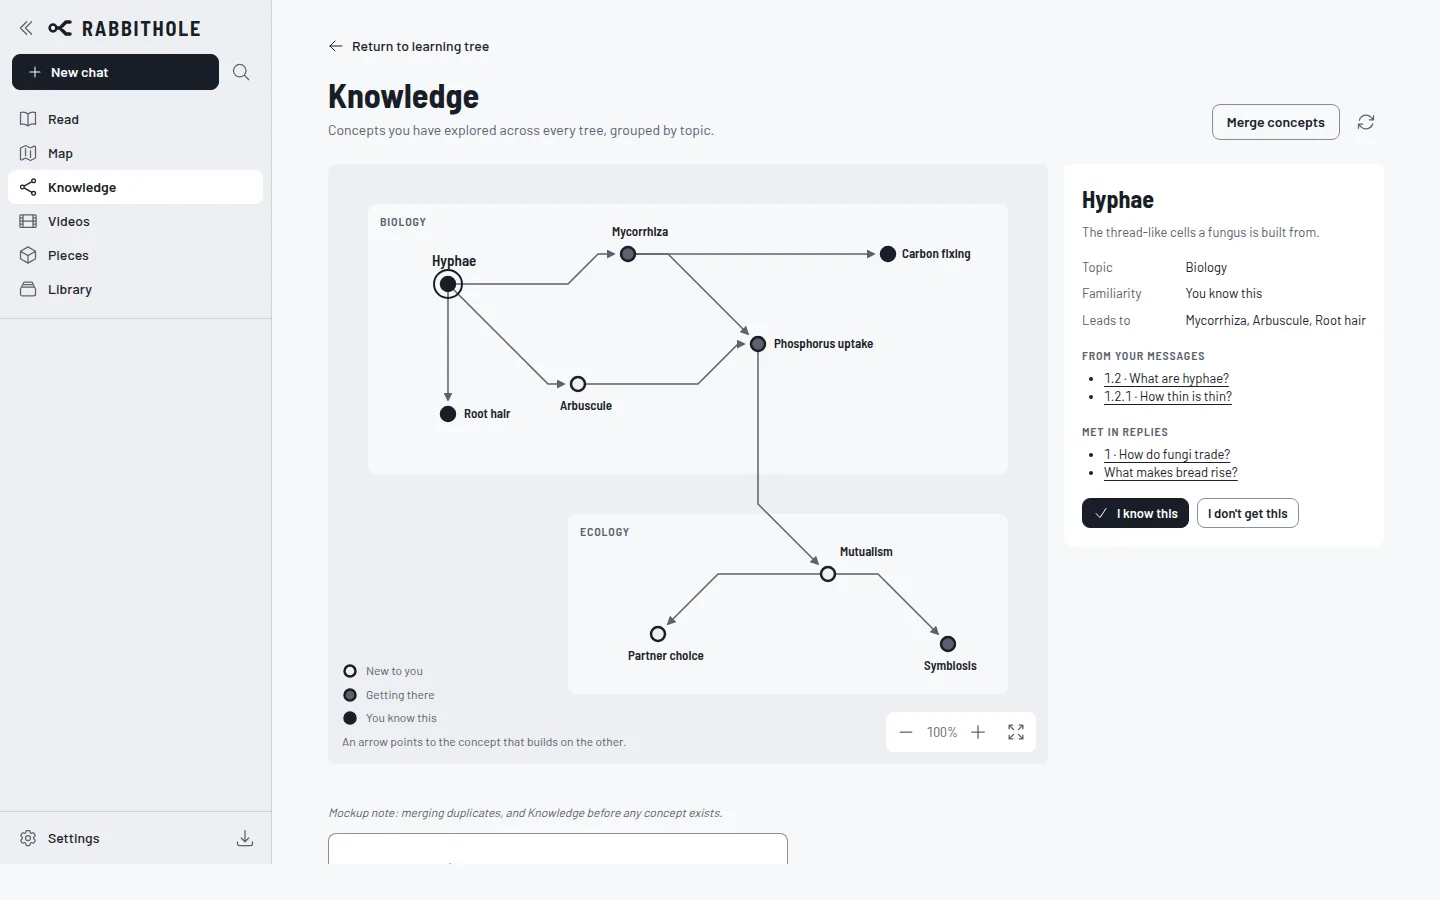 RABBITHOLE
New chat
Read
Map
Knowledge
Videos
Pieces
Library
Settings
Return to learning tree
Knowledge
Concepts you have explored across every tree, grouped by topic.
Merge concepts
BIOLOGY
Mycorrhiza
Carbon fixing
Hyphae
Phosphorus uptake
Arbuscule
Root hair
ECOLOGY
Mutualism
Partner choice
Symbiosis
New to you
Getting there
You know this
An arrow points to the concept that builds on the other.
100%
Hyphae
The thread-like cells a fungus is built from.
Topic Biology
Familiarity You know this
Leads to Mycorrhiza, Arbuscule, Root hair
FROM YOUR MESSAGES
1.2 · What are hyphae?
1.2.1 · How thin is thin?
MET IN REPLIES
1 · How do fungi trade?
What makes bread rise?
I know this
I don't get this
Mockup note: merging duplicates, and Knowledge before any concept exists.